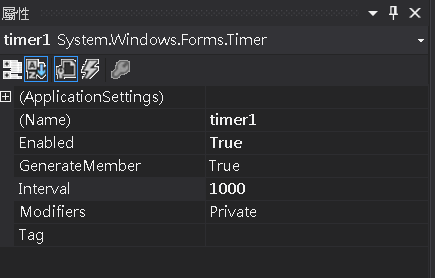 屬性
timer1 System.Windows.Forms.Timer
(ApplicationSettings)
(Name) timer1
Enabled True
GenerateMember True
Interval 1000
Modifiers Private
Tag